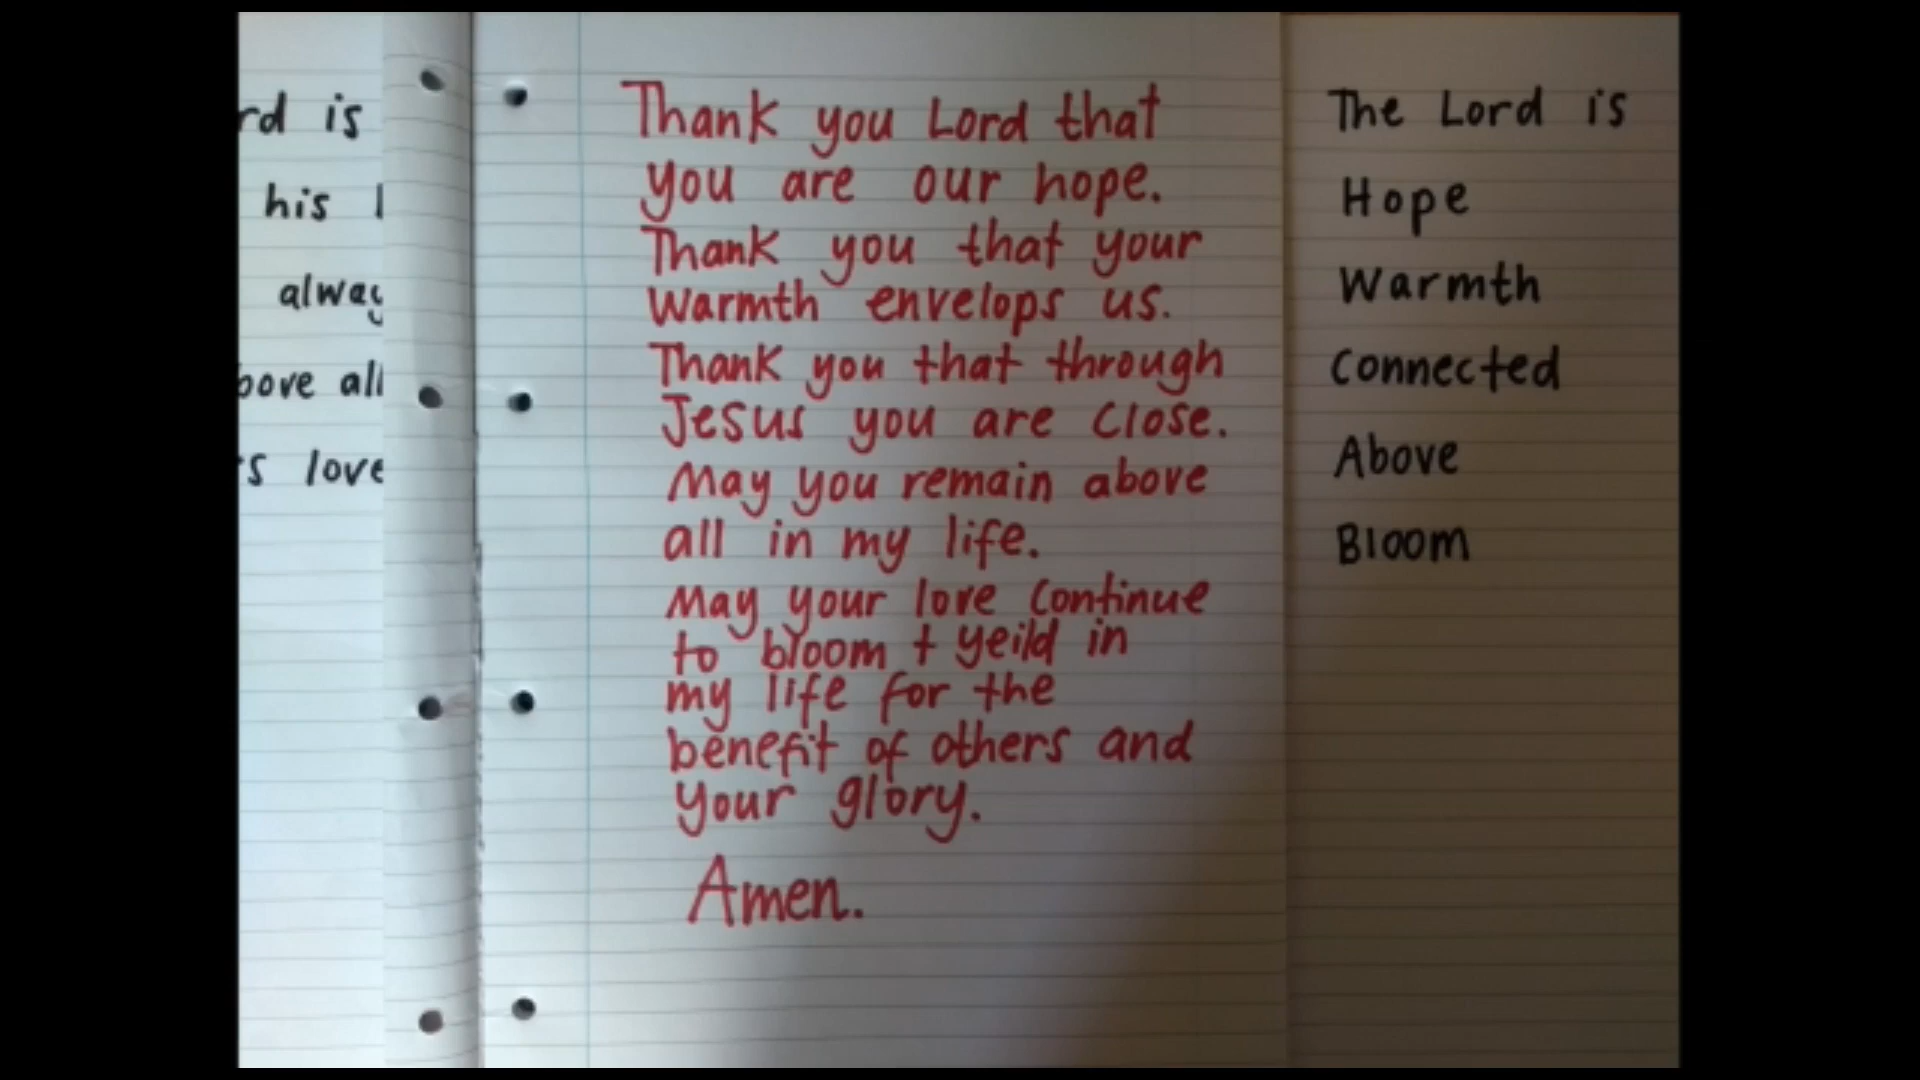 rd is
his
all
s love
Thank you Lord that
you are our hope.
Thank you that your
warmth envelops us.
Thank you that through
Jesus you are close.
May you remain above
all in my life.
May your love continue
to bloom + yeild in
my life for the
benefit of others and
your glory.
Amen.
The Lord is
Hope
Warmth
Connected
Above
Bloom